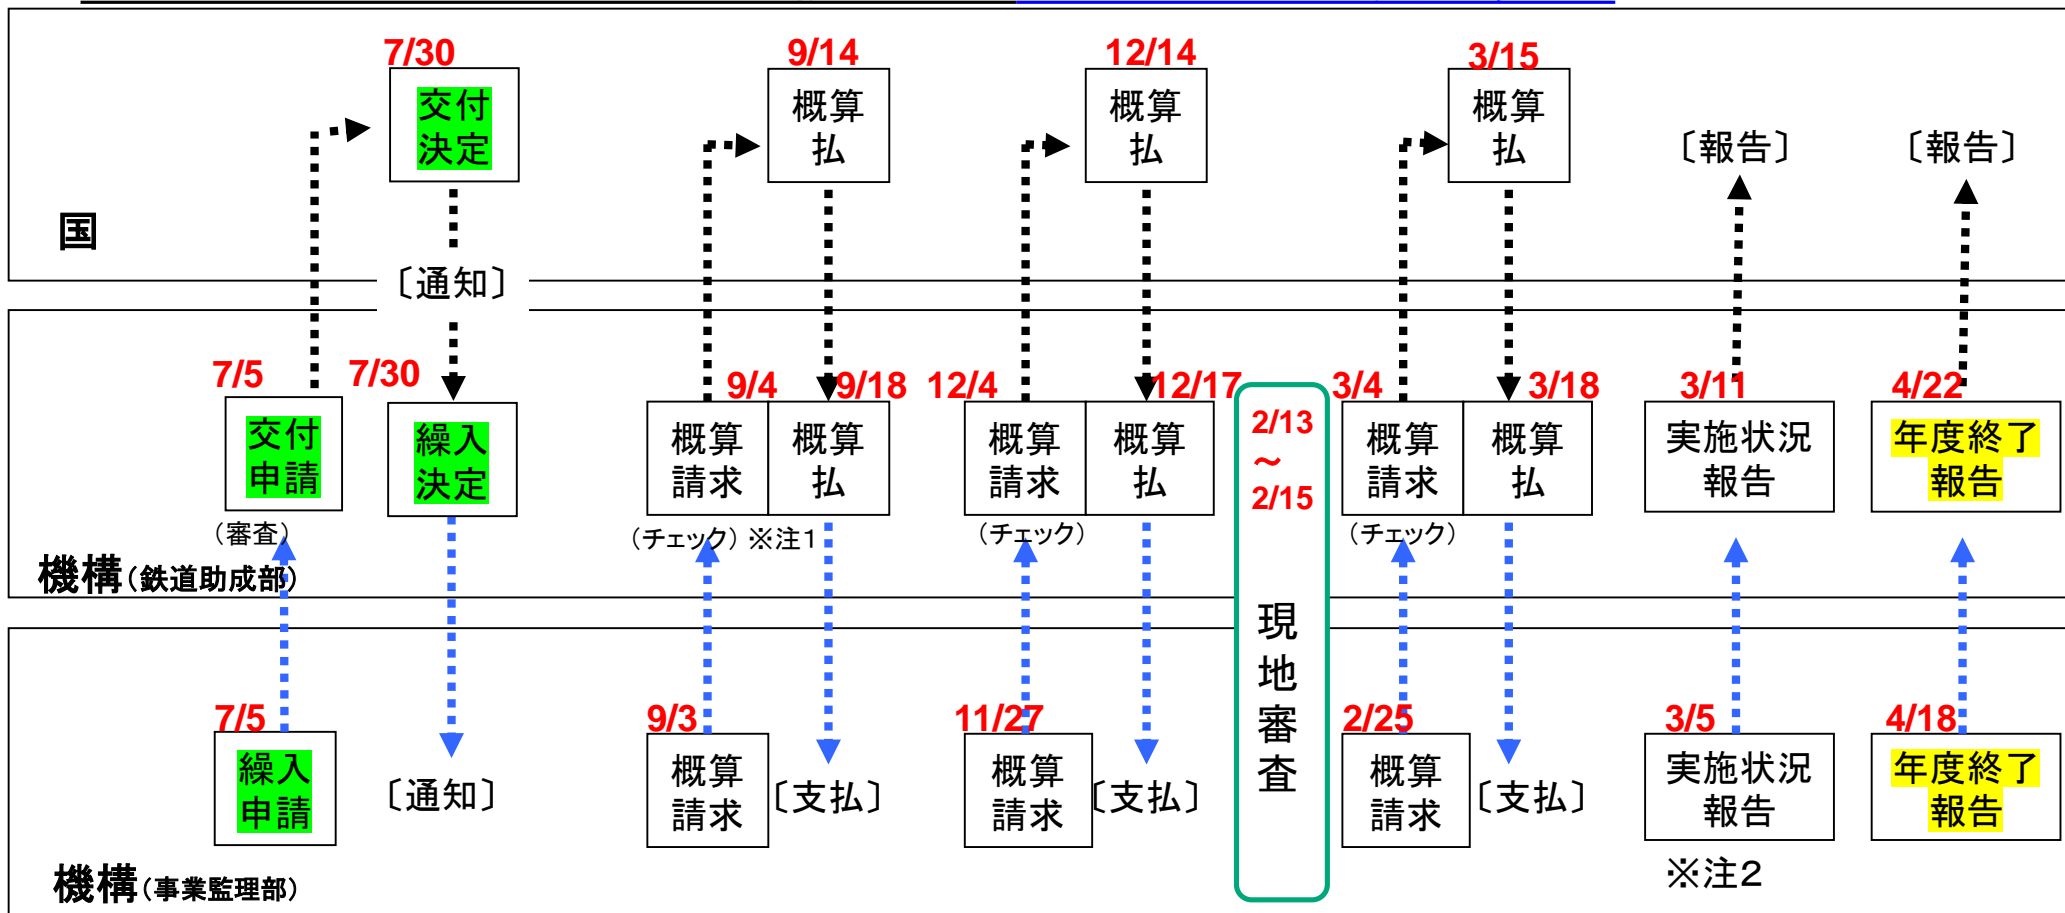 7/30
9/14
12/14
3/15
交付
決定
概算
払
概算
払
概算
払
〔報告〕
〔報告〕
国
〔通知〕
7/5
7/30
9/4
9/18
12/4
12/17
2/13
～
2/15
3/4
3/18
3/11
4/22
交付
申請
繰入
決定
概算
請求
概算
払
概算
請求
概算
払
概算
請求
概算
払
実施状況
報告
年度終了
報告
（審査）
（チェック）※注1
（チェック）
（チェック）
機構（鉄道助成部）
現
地
審
査
7/5
9/3
11/27
2/25
3/5
4/18
繰入
申請
〔通知〕
概算
請求
〔支払〕
概算
請求
〔支払〕
概算
請求
〔支払〕
実施状況
報告
年度終了
報告
※注2
機構（事業監理部）